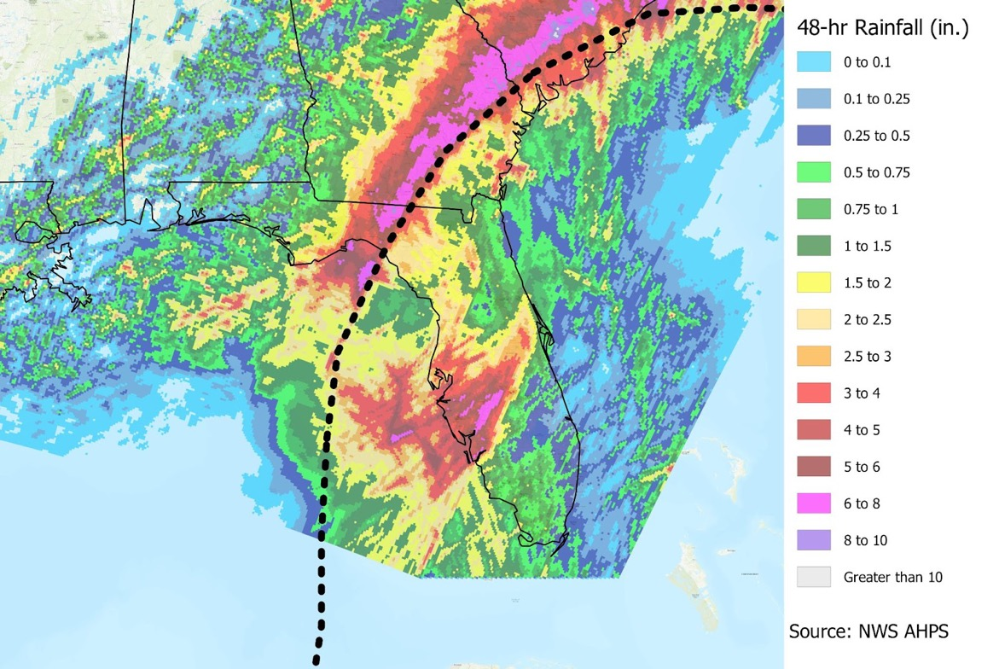 48-hr Rainfall (in.)
0 to 0.1
0.1 to 0.25
0.25 to 0.5
0.5 to 0.75
0.75 to 1
1 to 1.5
1.5 to 2
2 to 2.5
2.5 to 3
3 to 4
4 to 5
5 to 6
6 to 8
8 to 10
Greater than 10
Source: NWS AHPS